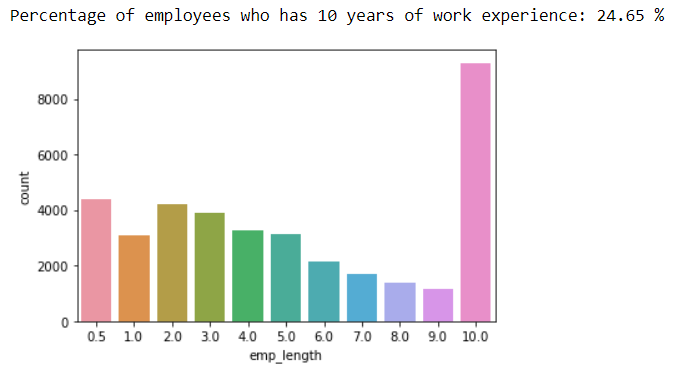 Percentage of employees who has 10 years of work experience: 24.65 %
8000
6000
4000
2000
0
count
0.5 1.0 2.0 3.0 4.0 5.0 6.0 7.0 8.0 9.0 10.0
emp_length